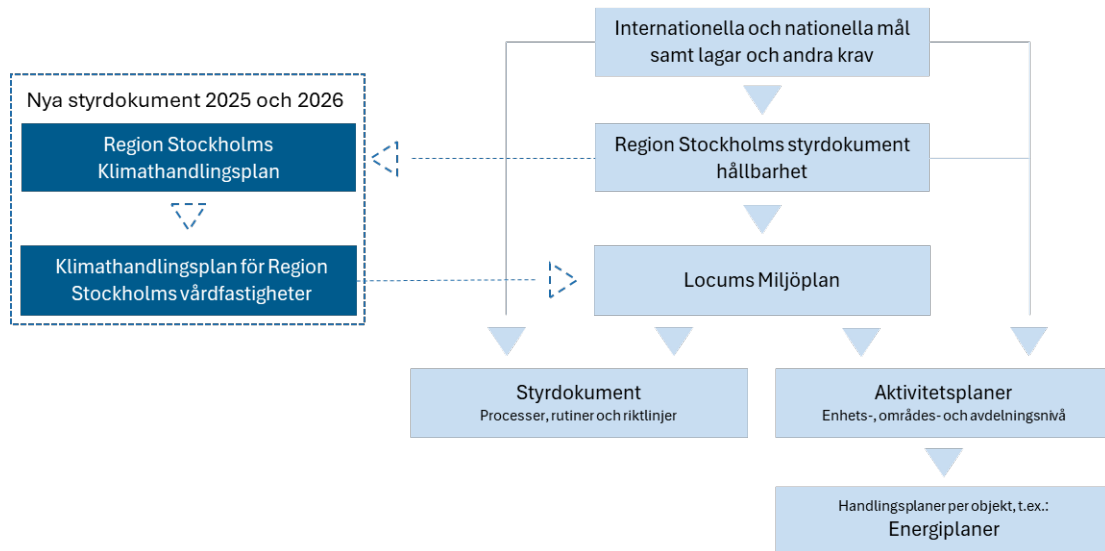 Internationella och nationella mål
samt lagar och andra krav
Nya styrdokument 2025 och 2026
Region Stockholms
Klimathandlingsplan
Region Stockholms styrdokument
hållbarhet
Klimathandlingsplan för Region
Stockholms vårdfastigheter
Locums Miljöplan
Styrdokument
Processer, rutiner och riktlinjer
Aktivitetsplaner
Enhets-, områdes- och avdelningsnivå
Handlingsplaner per objekt, t.ex.:
Energiplaner